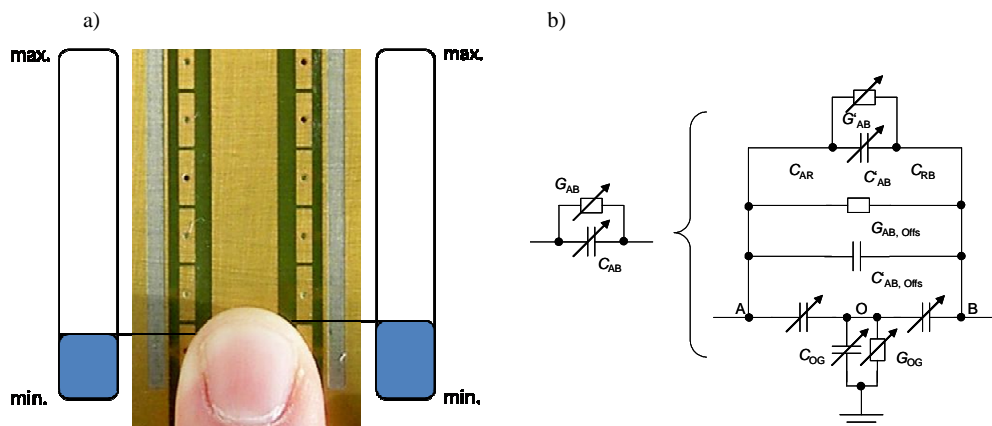 a)
b)
max.
max.
min.
min.
G'AB
CAR
C'AB
CRB
GAB
CAB
GAB, Offs
C'AB, Offs
A
O
B
COG
GOG